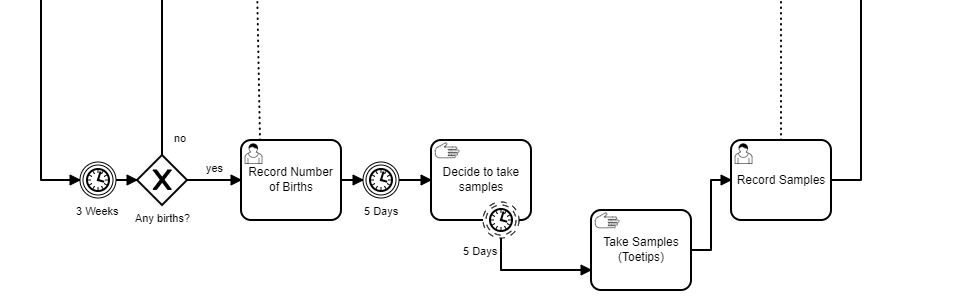 no
yes
3 Weeks
Any births?
Record Number
of Births
5 Days
Decide to take
samples
5 Days
Take Samples
(Toetips)
Record Samples